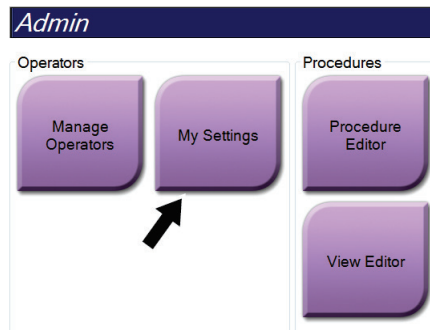 Admin
Operators
Manage
Operators
My Settings
Procedures
Procedure
Editor
View Editor